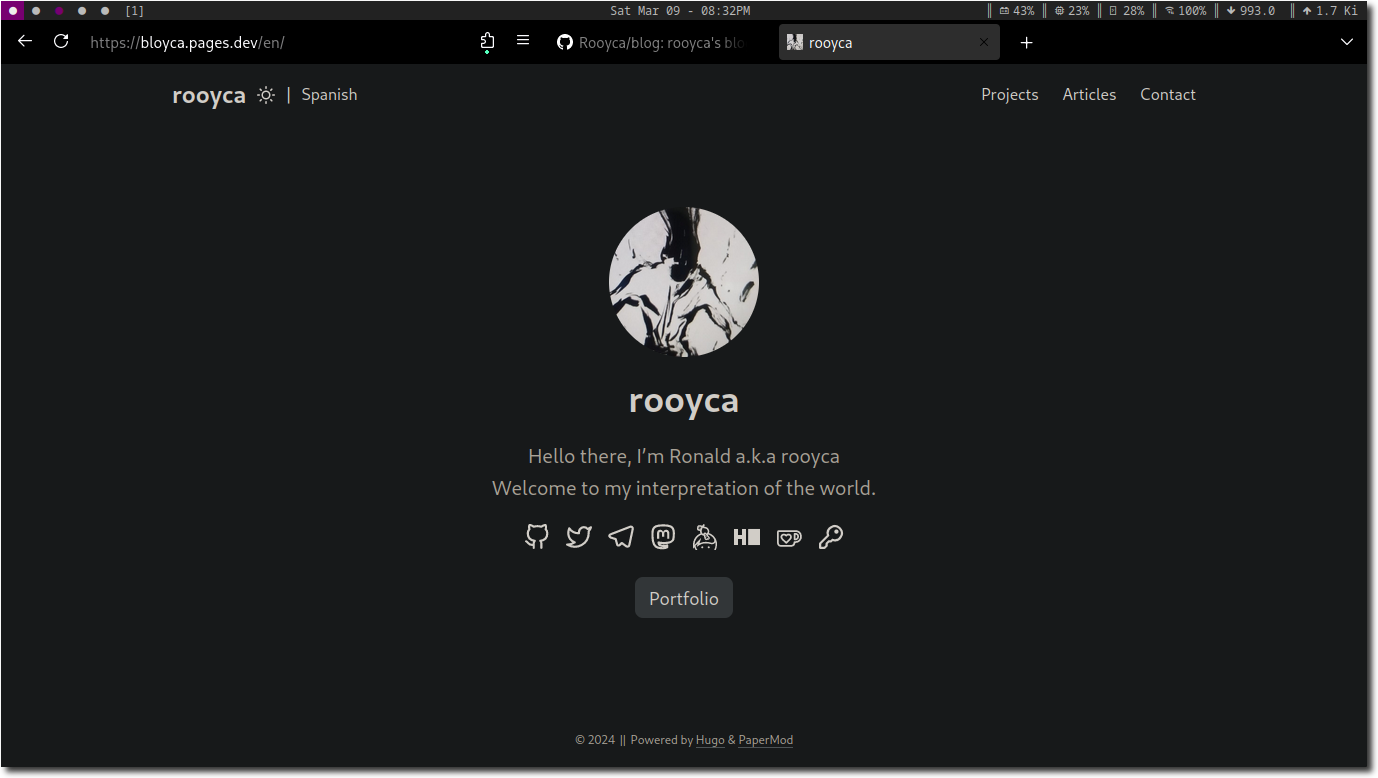 [1] Sat Mar 09 - 08:32PM 43% 23% 28% 100% 993.0 1.7 Ki
https://bloyca.pages.dev/en/ Rooyca/blog: rooyca's blo rooyca
rooyca | Spanish Projects Articles Contact
rooyca
Hello there, I’m Ronald a.k.a rooyca
Welcome to my interpretation of the world.
Portfolio
© 2024 || Powered by Hugo & PaperMod